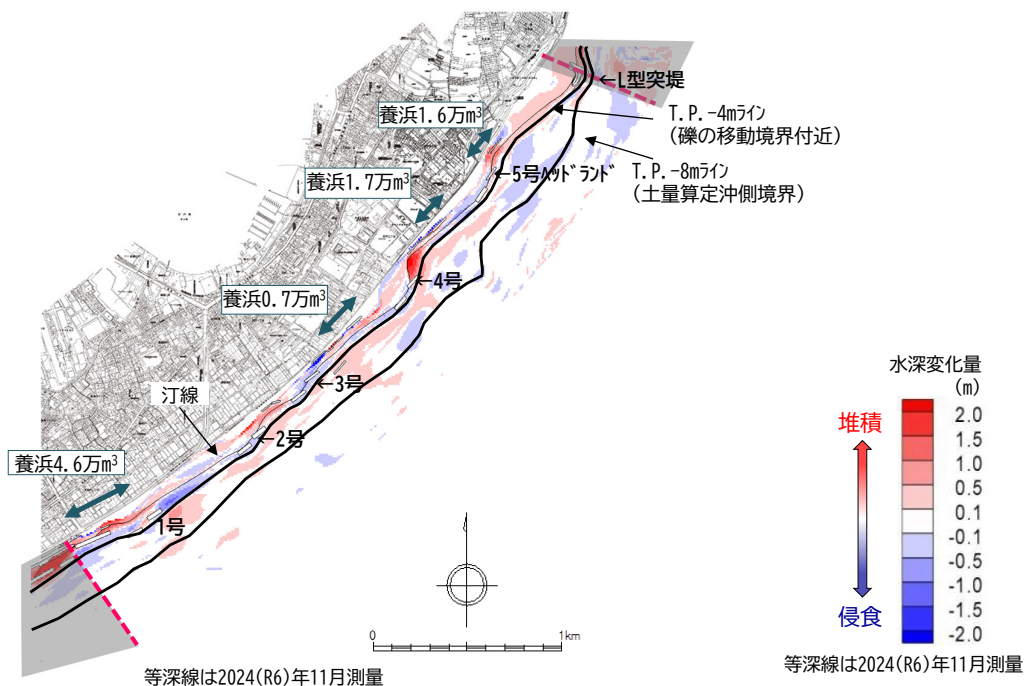 ←L型突堤
養浜1.6万m³
T.P.-4mライン
(礫の移動境界付近)
←5号ﾍｯﾄﾞﾗﾝﾄﾞ
T.P.-8mライン
(土量算定沖側境界)
養浜1.7万m³
←4号
養浜0.7万m³
←3号
汀線
←2号
養浜4.6万m³
1号
水深変化量
(m)
堆積
侵食
2.0
1.5
1.0
0.5
0.1
-0.1
-0.5
-1.0
-1.5
-2.0
0
1km
等深線は2024(R6)年11月測量
等深線は2024(R6)年11月測量